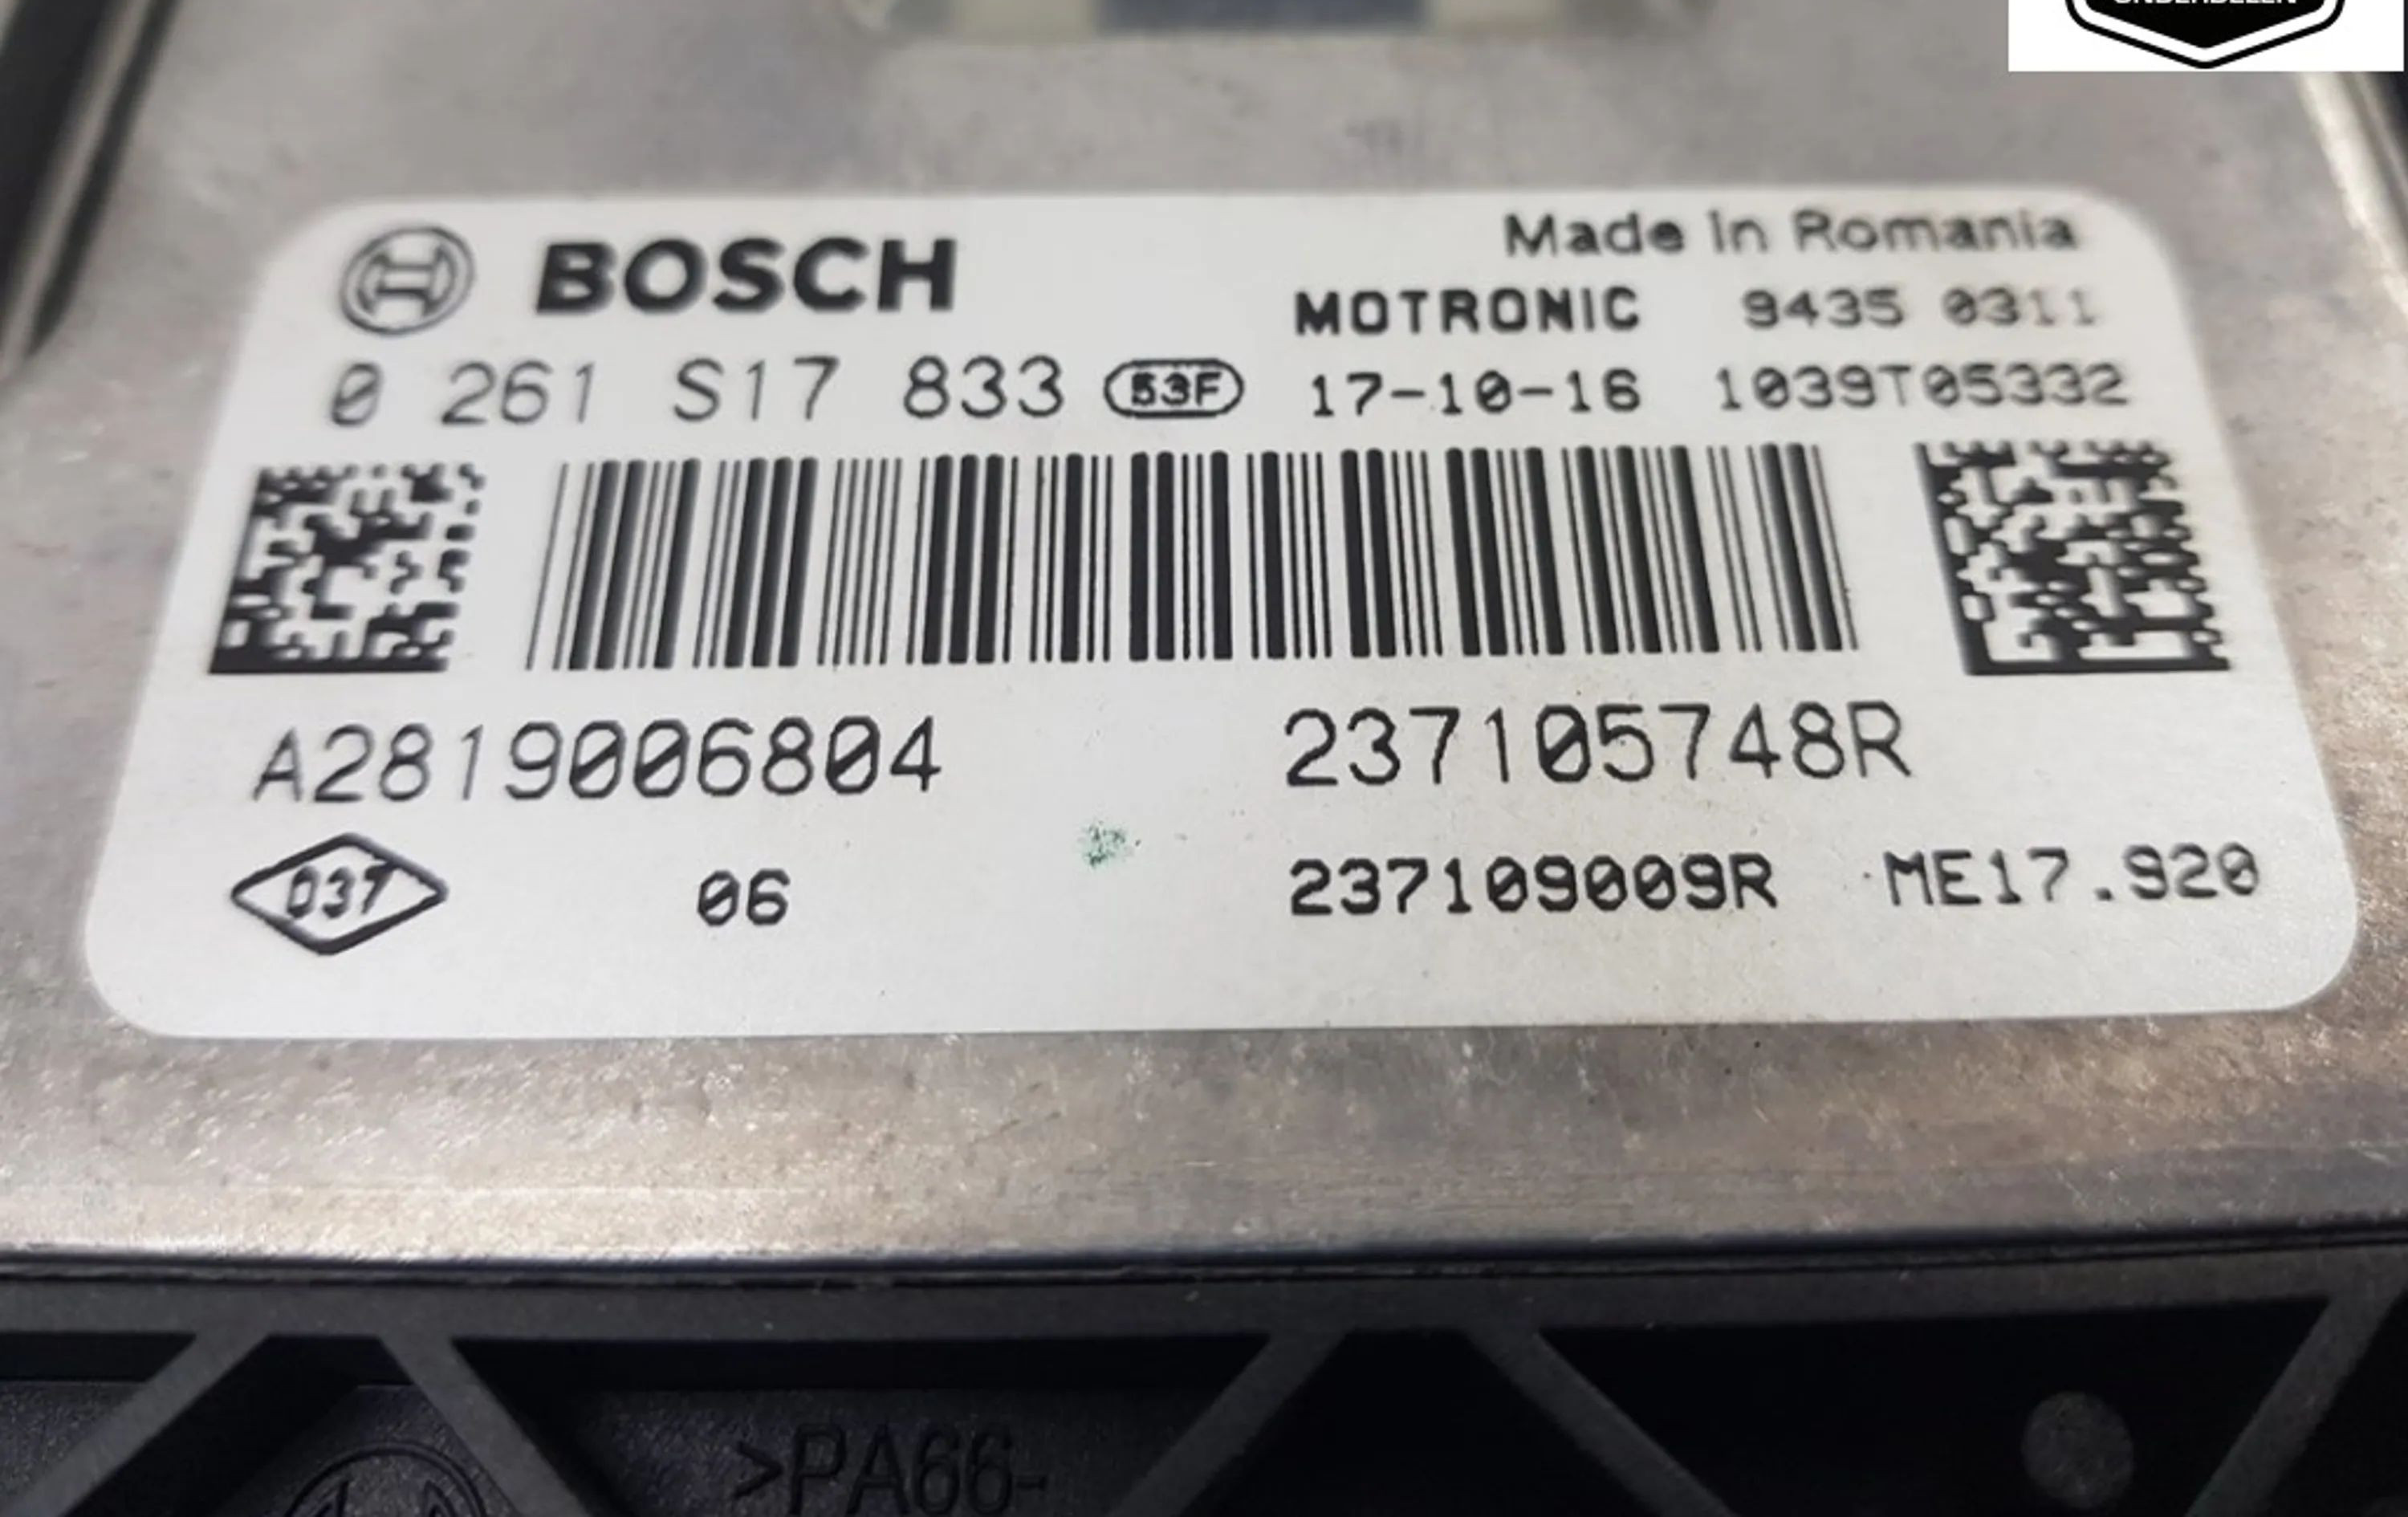 ONDERDELEN
BOSCH
Made in Romania
MOTRONIC 9435 0311
0 261 S17 833 53F 17-10-16 1039T05332
A2819006804 237105748R
037 06 237109009R ME17.920
>PA66-